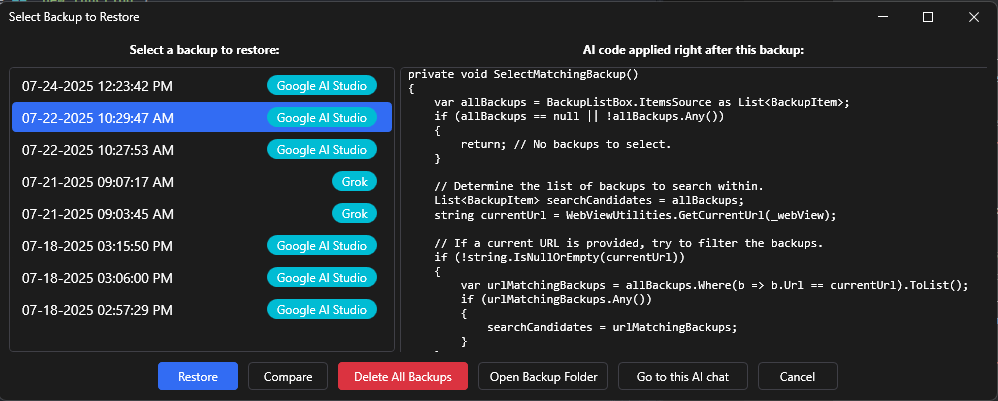 Select Backup to Restore
Select a backup to restore:
07-24-2025 12:23:42 PM Google AI Studio
07-22-2025 10:29:47 AM Google AI Studio
07-22-2025 10:27:53 AM Google AI Studio
07-21-2025 09:07:17 AM Grok
07-21-2025 09:03:45 AM Grok
07-18-2025 03:15:50 PM Google AI Studio
07-18-2025 03:06:00 PM Google AI Studio
07-18-2025 02:57:29 PM Google AI Studio
AI code applied right after this backup:
private void SelectMatchingBackup()
{
    var allBackups = BackupListBox.ItemsSource as List<BackupItem>;
    if (allBackups == null || !allBackups.Any())
    {
        return; // No backups to select.
    }

    // Determine the list of backups to search within.
    List<BackupItem> searchCandidates = allBackups;
    string currentUrl = WebViewUtilities.GetCurrentUrl(_webView);

    // If a current URL is provided, try to filter the backups.
    if (!string.IsNullOrEmpty(currentUrl))
    {
        var urlMatchingBackups = allBackups.Where(b => b.Url == currentUrl).ToList();
        if (urlMatchingBackups.Any())
        {
            searchCandidates = urlMatchingBackups;
        }
Restore Compare Delete All Backups Open Backup Folder Go to this AI chat Cancel